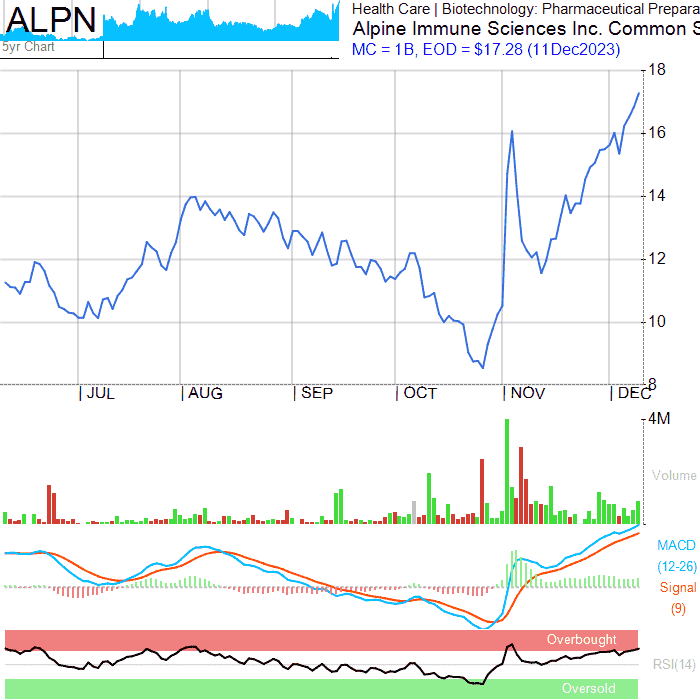 ALPN
5yr Chart
Health Care | Biotechnology: Pharmaceutical Prepara
Alpine Immune Sciences Inc. Common S
MC = 1B, EOD = $17.28 (11Dec2023)
18
16
14
12
10
8
JUL AUG SEP OCT NOV DEC
4M
Volume
MACD
(12-26)
Signal
(9)
Overbought
RSI(14)
Oversold